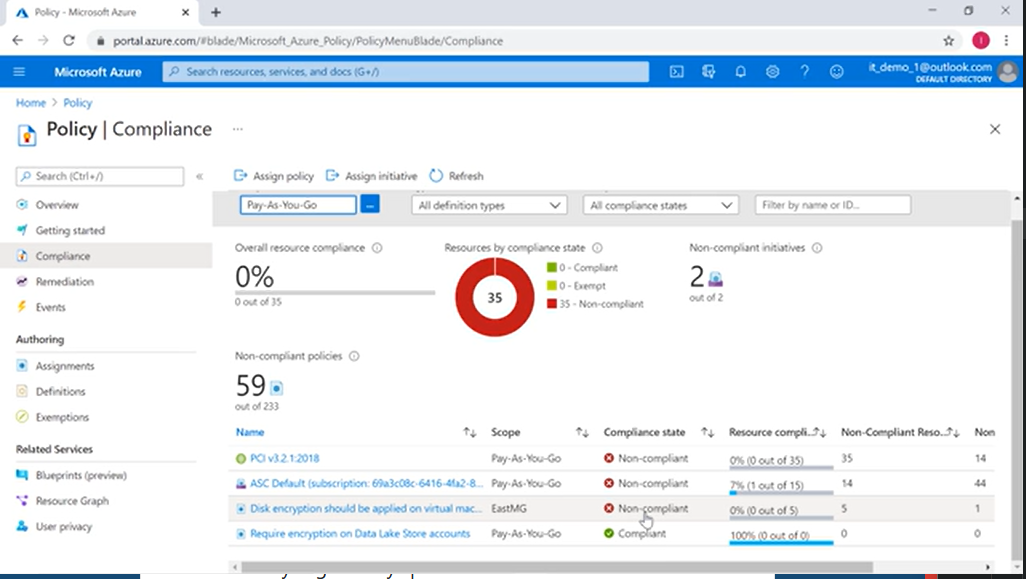 Policy - Microsoft Azure
portal.azure.com/#blade/Microsoft_Azure_Policy/PolicyMenuBlade/Compliance
Microsoft Azure
Search resources, services, and docs (G+/)
it_demo_1@outlook.com
DEFAULT DIRECTORY
Home > Policy
Policy | Compliance ...
Search (Ctrl+/)
Overview
Getting started
Compliance
Remediation
Events
Authoring
Assignments
Definitions
Exemptions
Related Services
Blueprints (preview)
Resource Graph
User privacy
Assign policy Assign initiative Refresh
Pay-As-You-Go ... All definition types All compliance states Filter by name or ID...
Overall resource compliance
0%
0 out of 35
Resources by compliance state
35
0 - Compliant
0 - Exempt
35 - Non-compliant
Non-compliant initiatives
2
out of 2
Non-compliant policies
59
out of 233
Name Scope Compliance state Resource compli... Non-Compliant Reso... Non
PCI v3.2.1:2018 Pay-As-You-Go Non-compliant 0% (0 out of 35) 35 14
ASC Default (subscription: 69a3c08c-6416-4fa2-8... Pay-As-You-Go Non-compliant 7% (1 out of 15) 14 44
Disk encryption should be applied on virtual mac... EastMG Non-compliant 0% (0 out of 5) 5 1
Require encryption on Data Lake Store accounts Pay-As-You-Go Compliant 100% (0 out of 0) 0 0